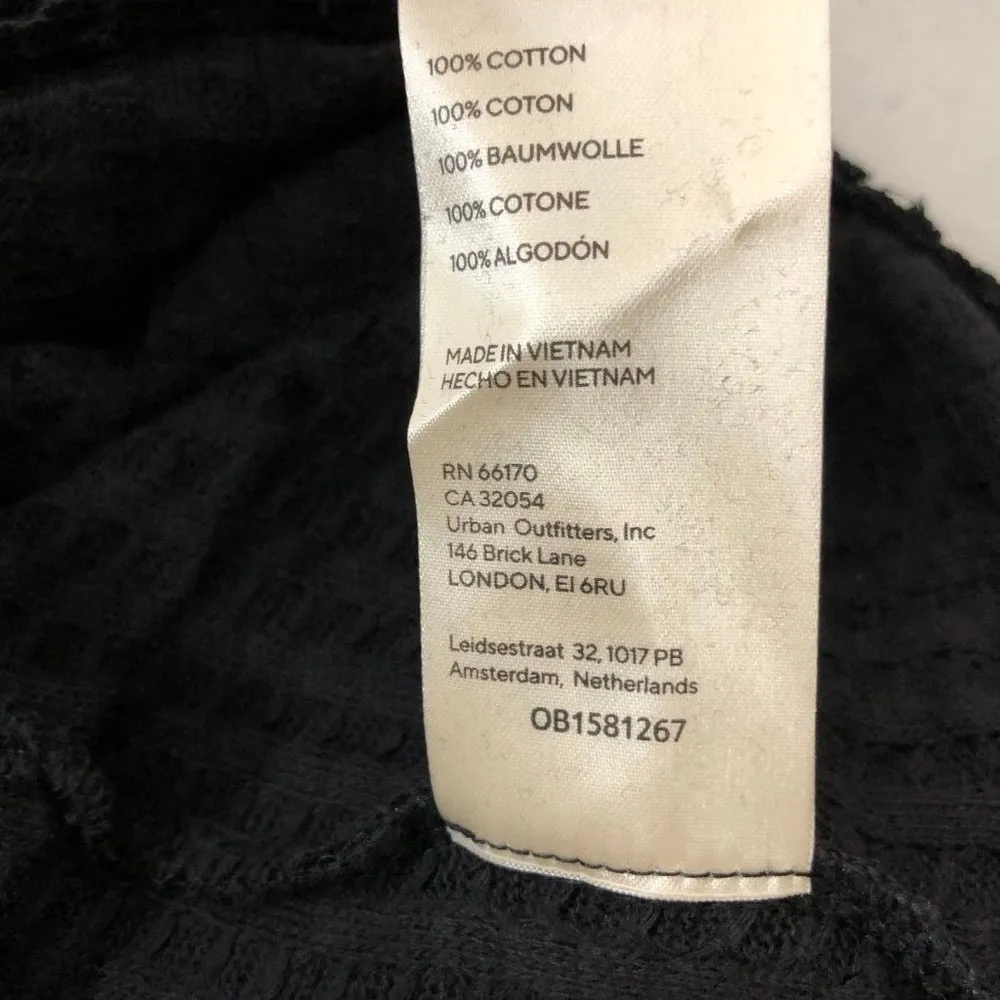 100% COTTON
100% COTON
100% BAUMWOLLE
100% COTONE
100% ALGODÓN
MADE IN VIETNAM
HECHO EN VIETNAM
RN 66170
CA 32054
Urban Outfitters, Inc
146 Brick Lane
LONDON, E1 6RU
Leidsestraat 32, 1017 PB
Amsterdam, Netherlands
OB1581267